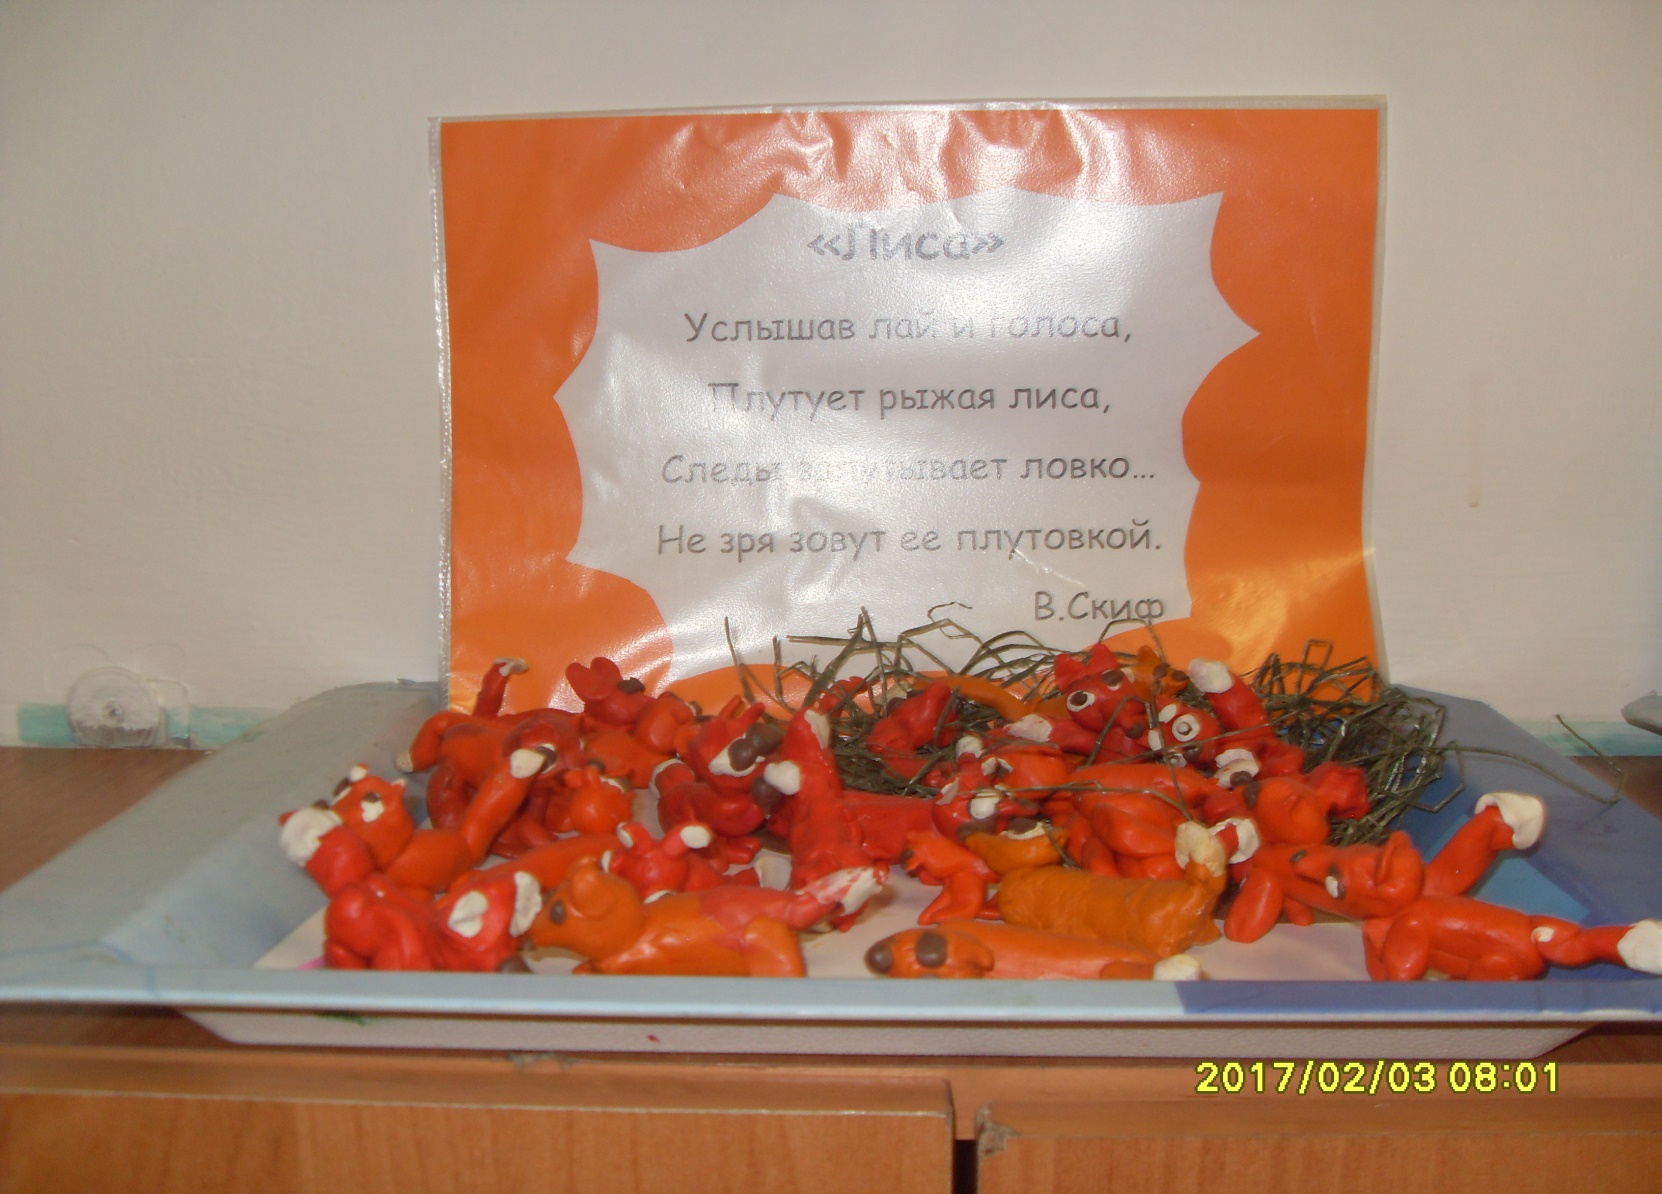 «Лиса»
Услышав лай и голоса,
Плутует рыжая лиса,
Следы запутывает ловко...
Не зря зовут ее плутовкой.
В.Скиф
2017/02/03 08:01